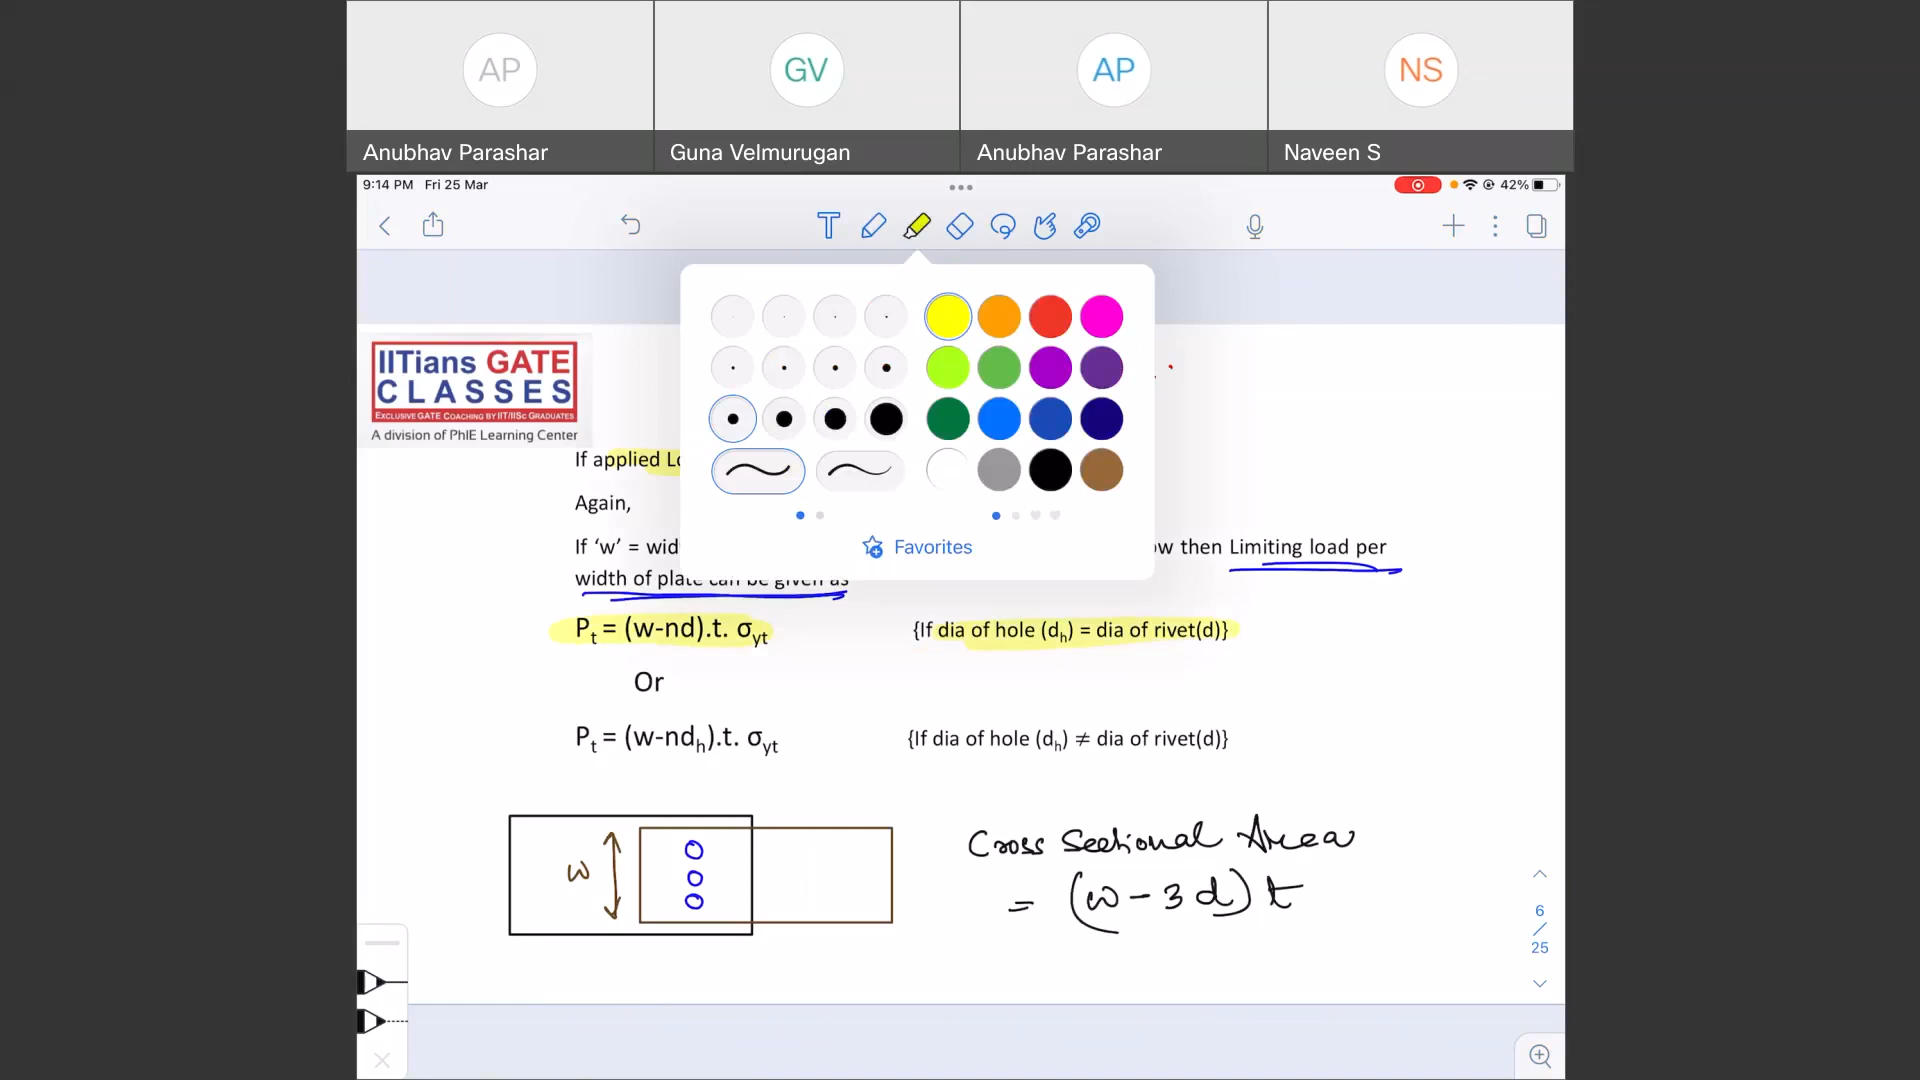 AP
GV
AP
NS
Anubhav Parashar
Guna Velmurugan
Anubhav Parashar
Naveen S
9:14 PM Fri 25 Mar
42%
IITians GATE
CLASSES
EXCLUSIVE GATE COACHING BY IIT/IISC GRADUATES
A division of PhIE Learning Center
Favorites
If applied Lo
Again,
If ‘w’ = wid ow then Limiting load per
width of plate can be given as
Pt = (w-nd).t. σyt {If dia of hole (dh) = dia of rivet(d)}
Or
Pt = (w-ndh).t. σyt {If dia of hole (dh) ≠ dia of rivet(d)}
w
Cross Sectional Area
= (w - 3d) t
6
/
25